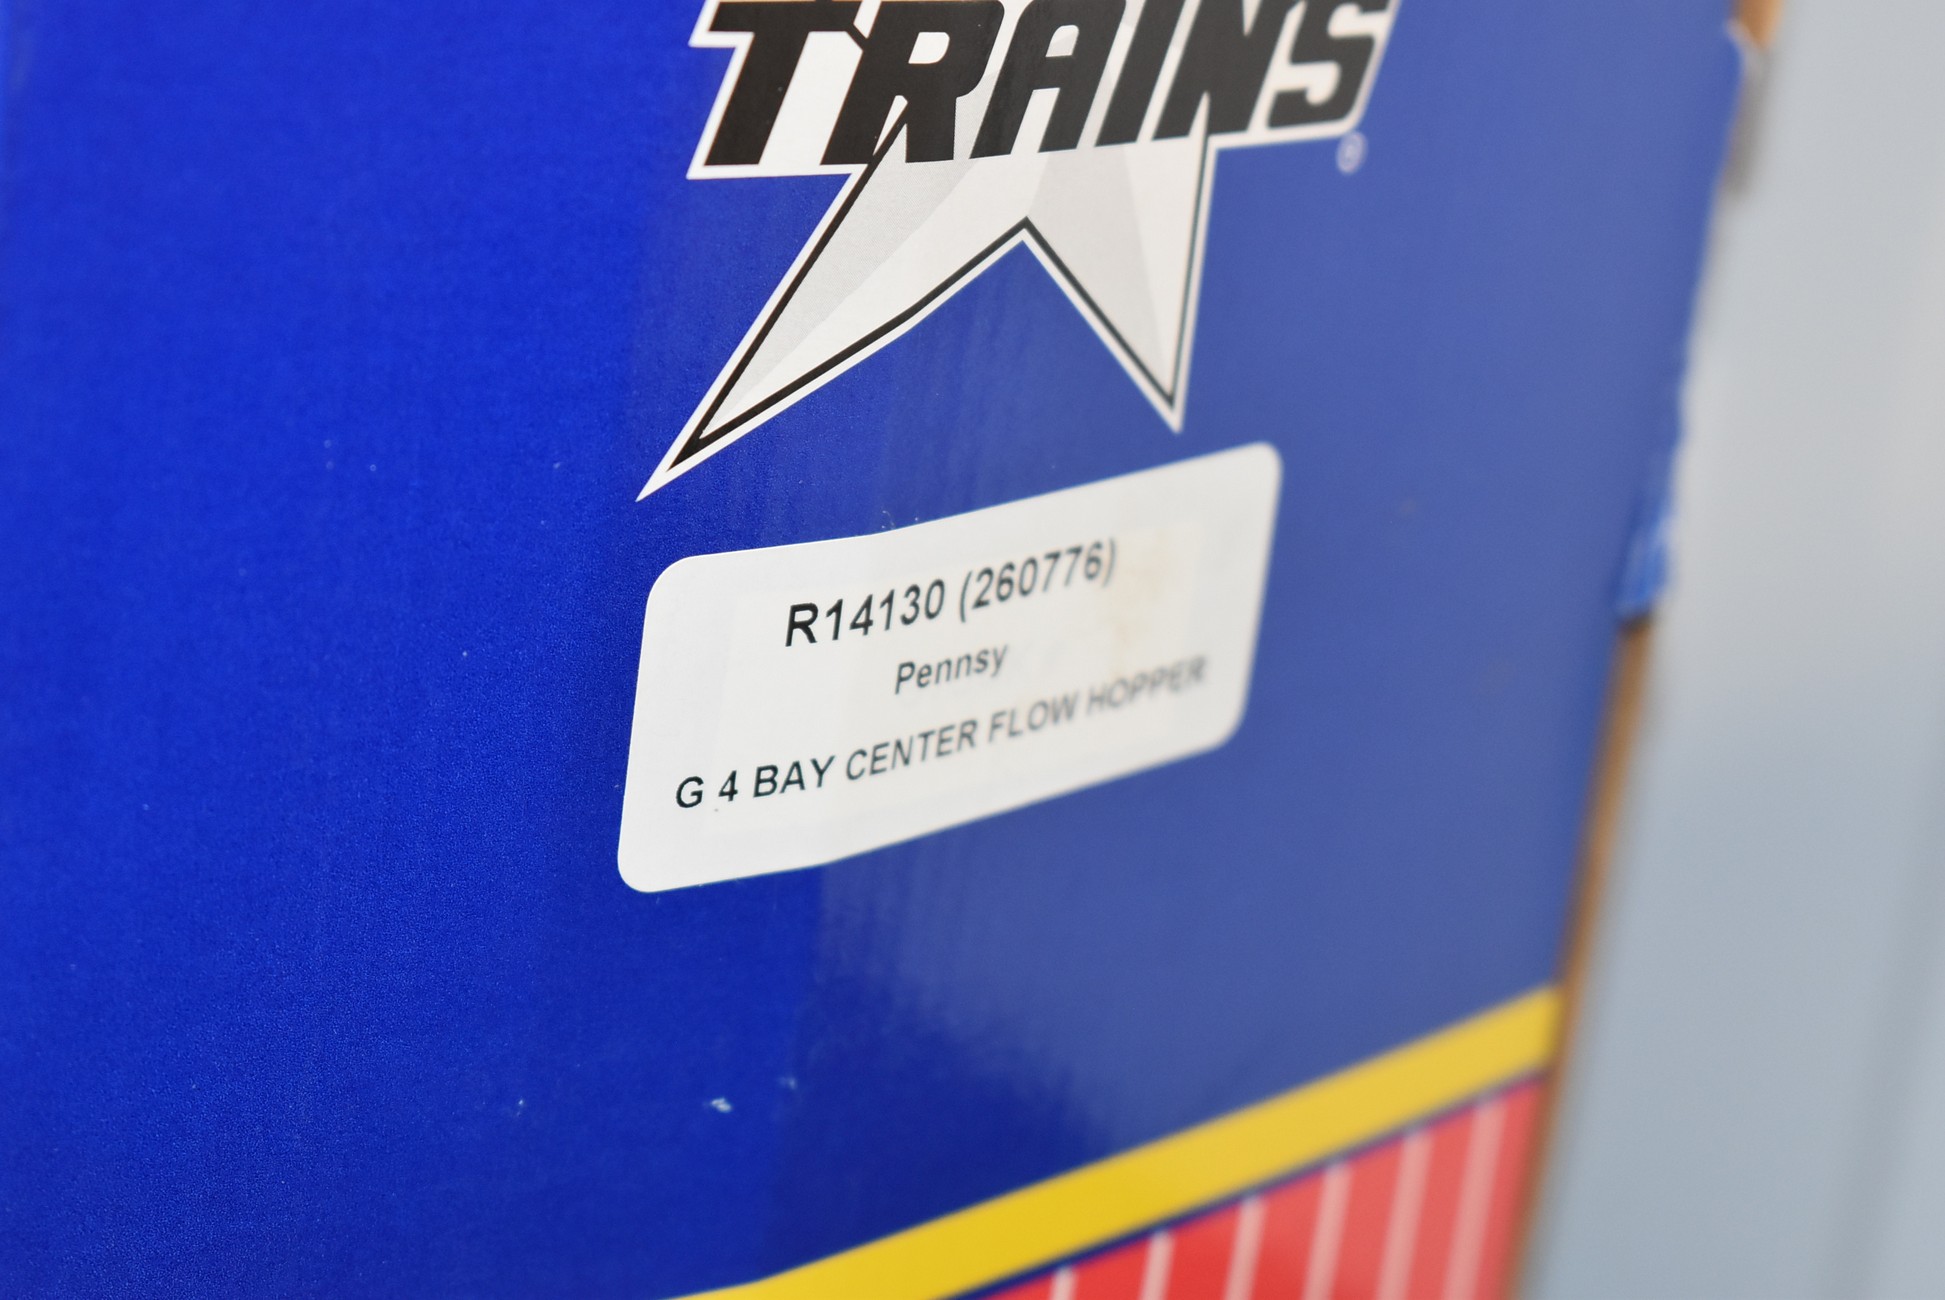 TRAINS
®
R14130 (260776)
Pennsy
G 4 BAY CENTER FLOW HOPPER